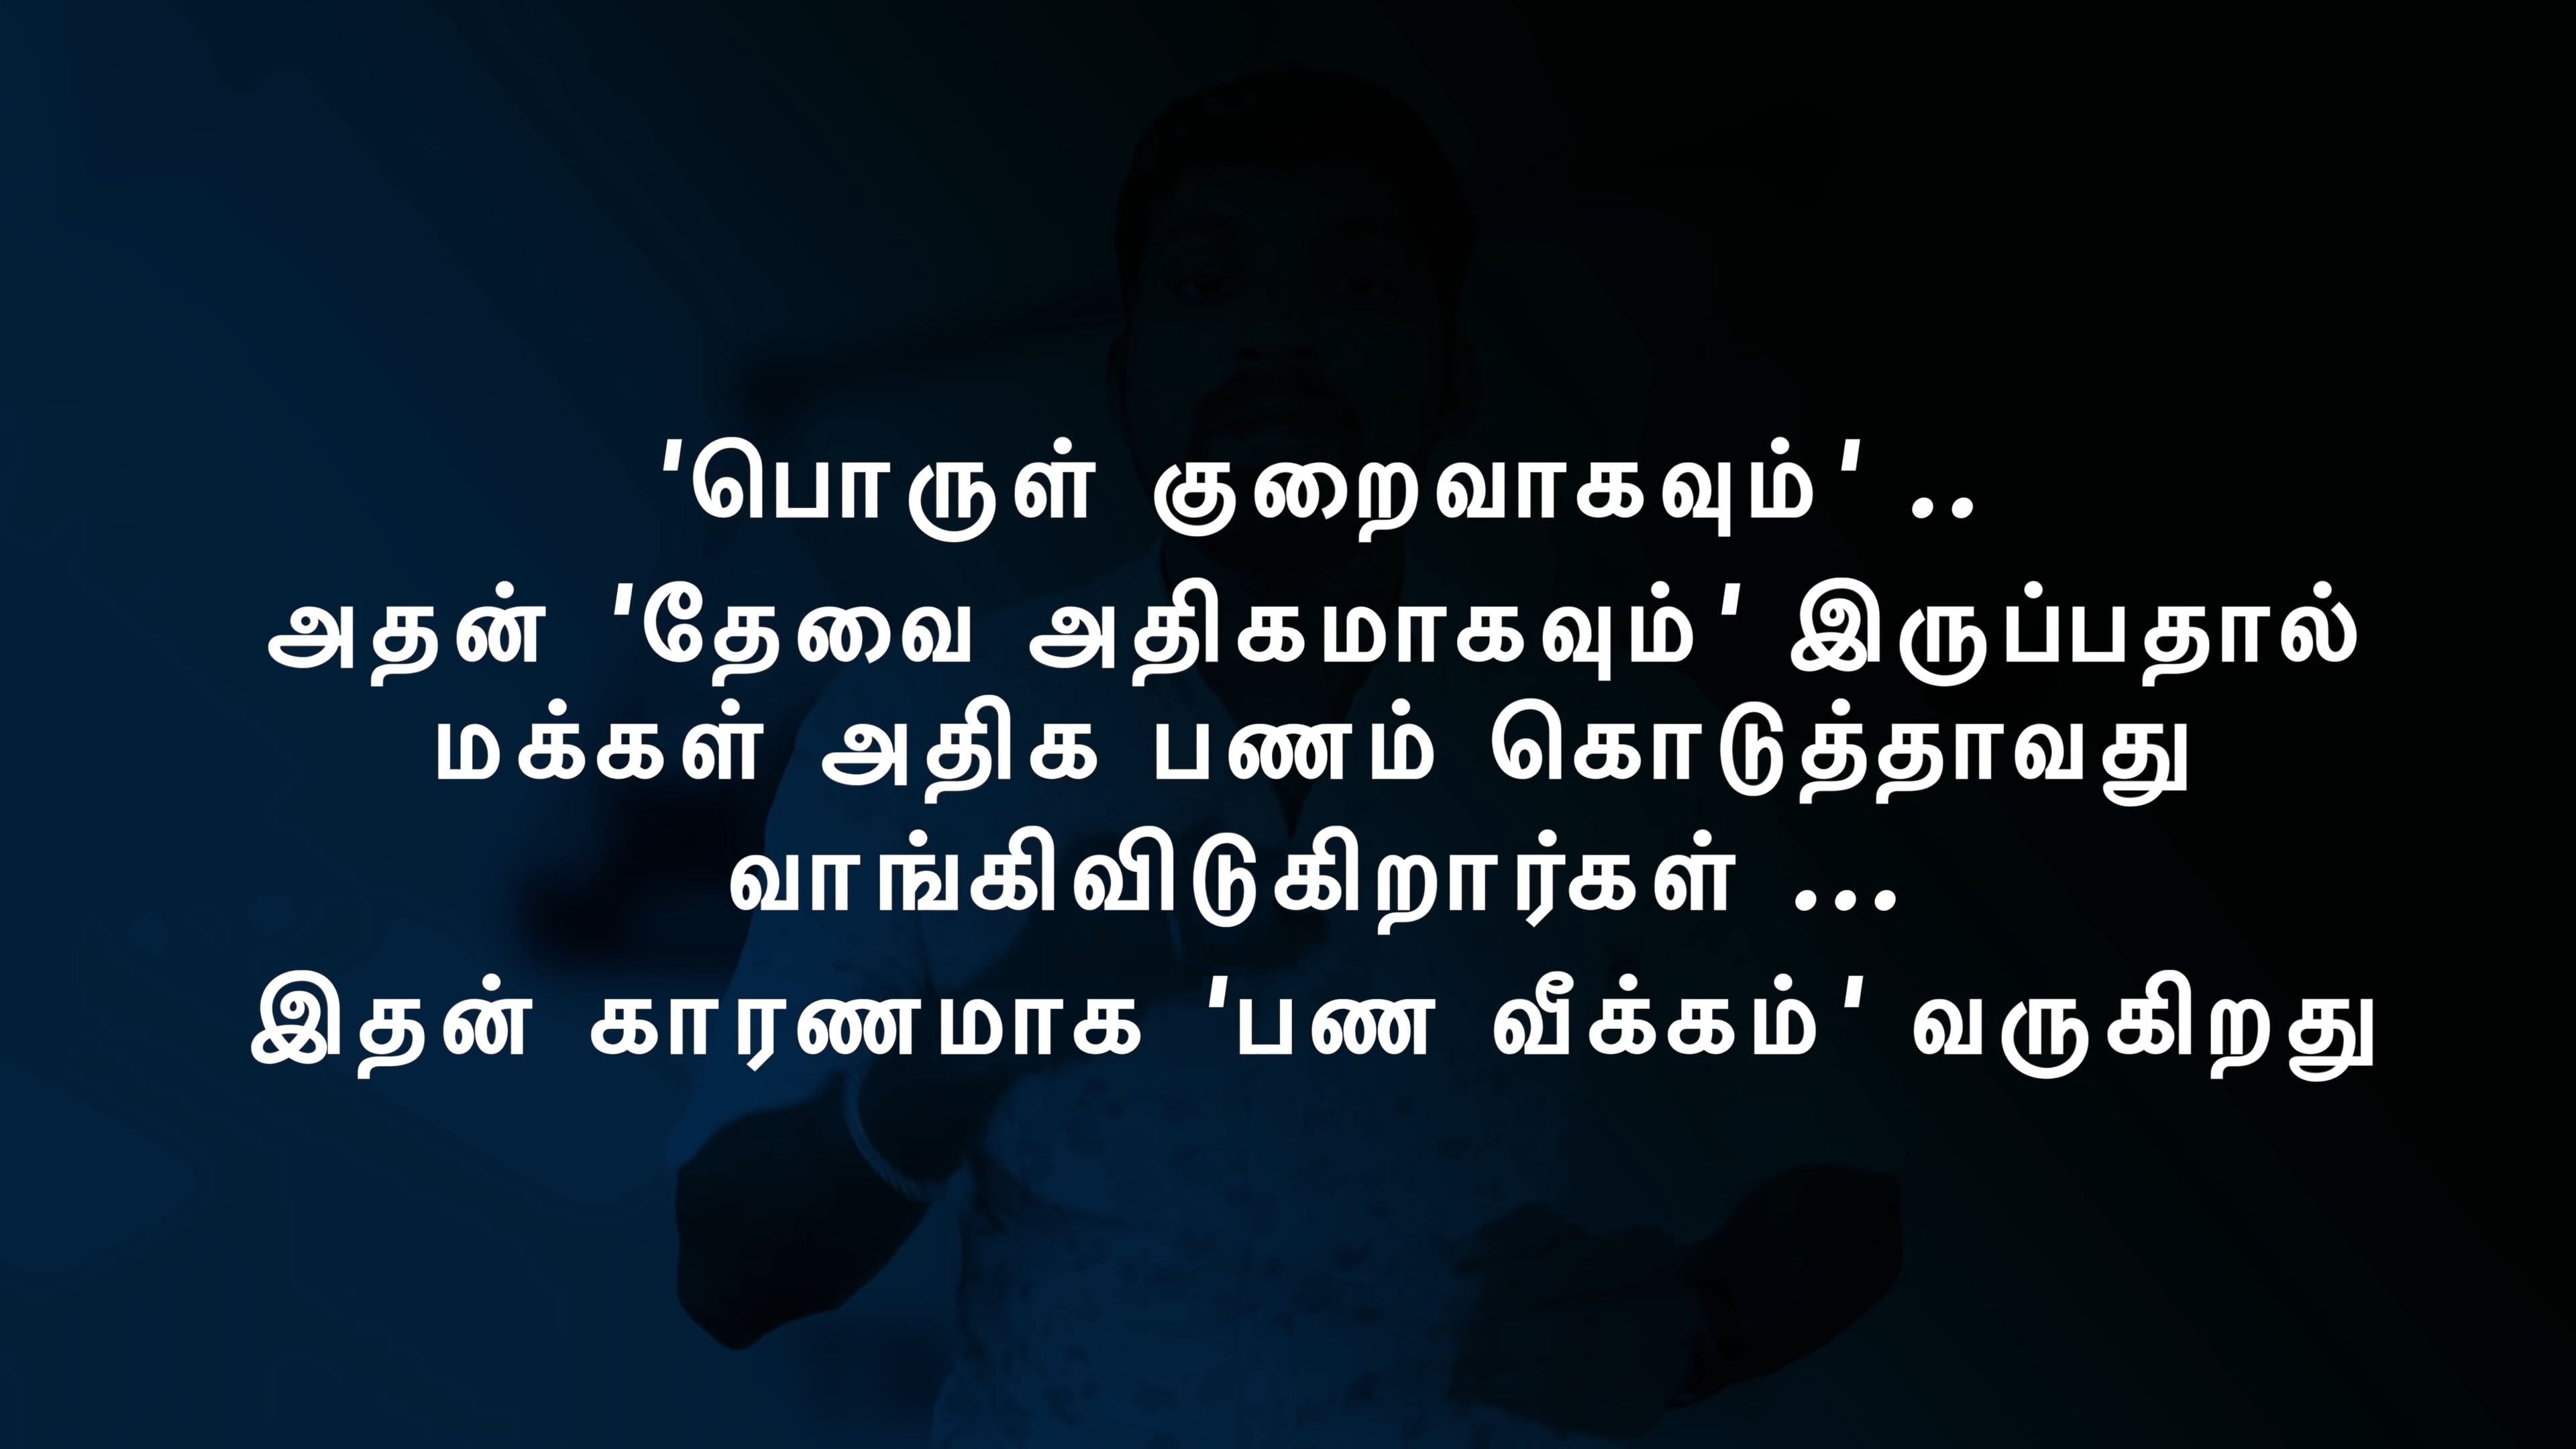 'பொருள் குறைவாகவும்' ..
அதன் 'தேவை அதிகமாகவும்' இருப்பதால்
மக்கள் அதிக பணம் கொடுத்தாவது
வாங்கிவிடுகிறார்கள் ...
இதன் காரணமாக 'பண வீக்கம்' வருகிறது